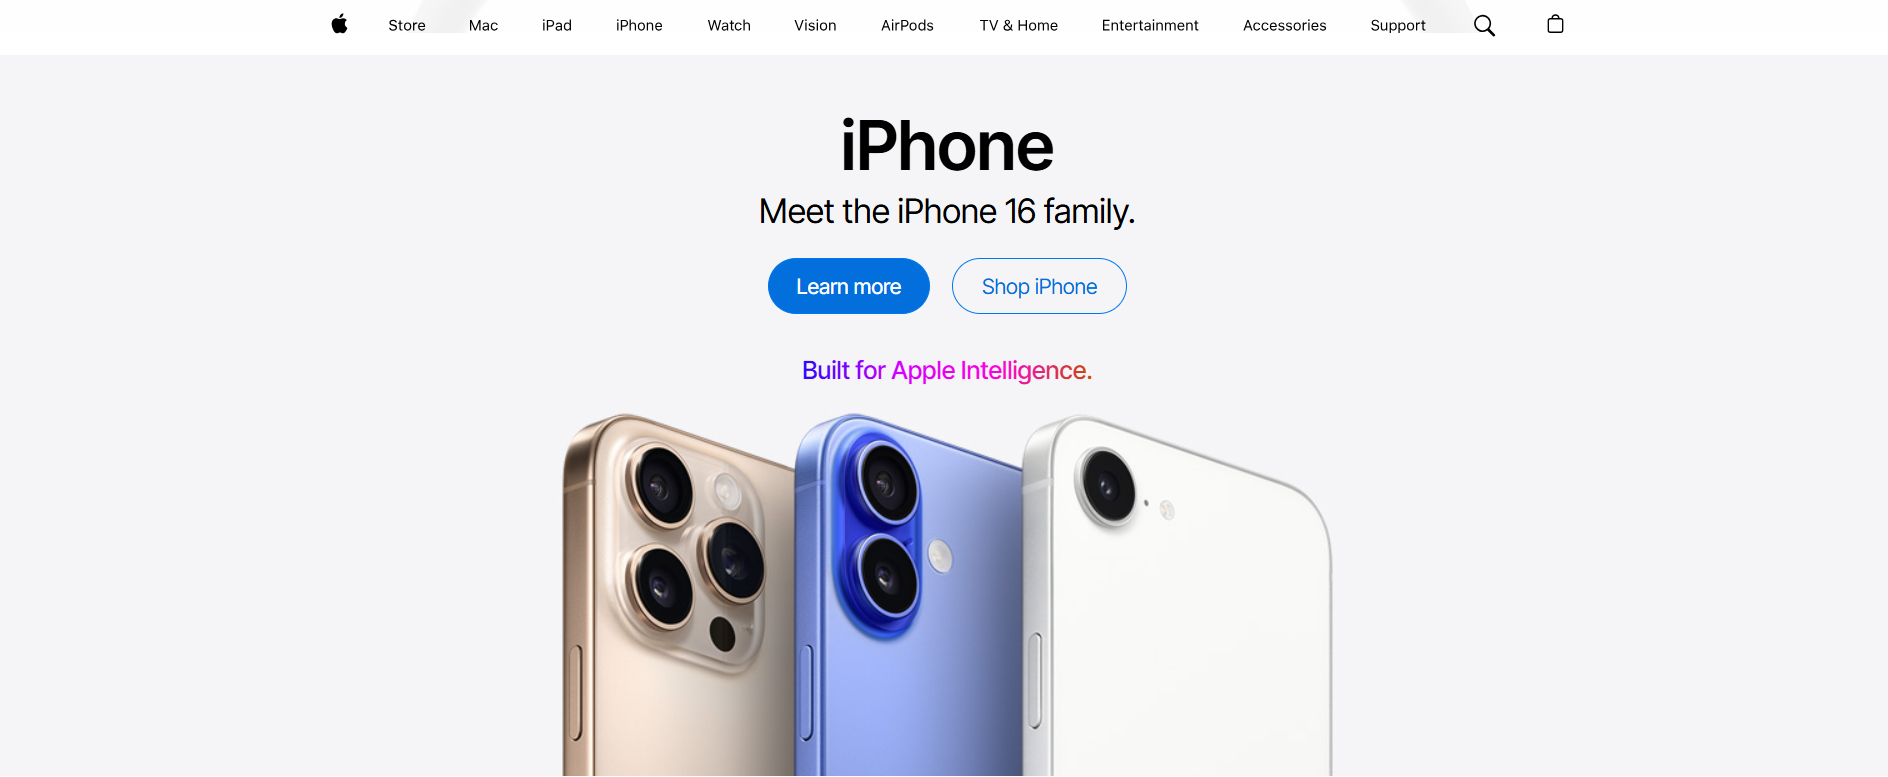 Store Mac iPad iPhone Watch Vision AirPods TV & Home Entertainment Accessories Support
iPhone
Meet the iPhone 16 family.
Learn more Shop iPhone
Built for Apple Intelligence.